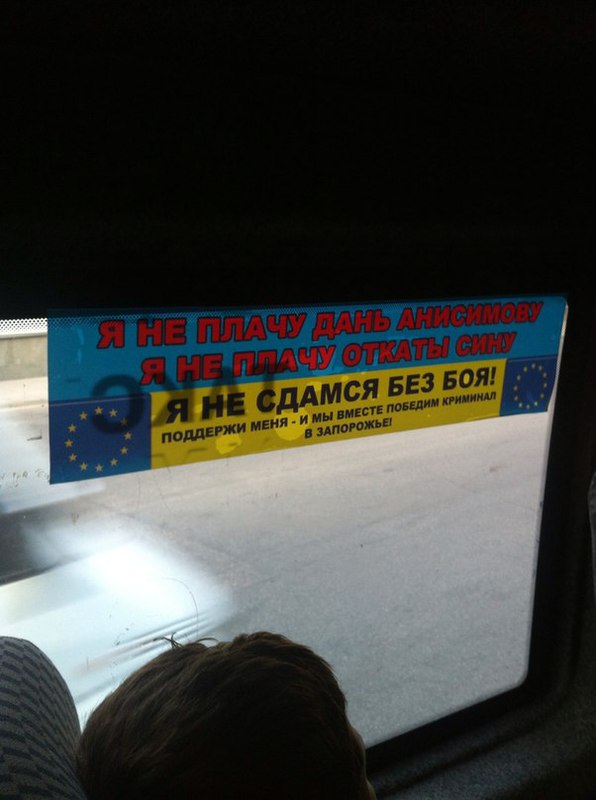 Я НЕ ПЛАЧУ ДАНЬ АНИСИМОВУ
Я НЕ ПЛАЧУ ОТКАТЫ СИНУ
Я НЕ СДАМСЯ БЕЗ БОЯ!
ПОДДЕРЖИ МЕНЯ - И МЫ ВМЕСТЕ ПОБЕДИМ КРИМИНАЛ
В ЗАПОРОЖЬЕ!